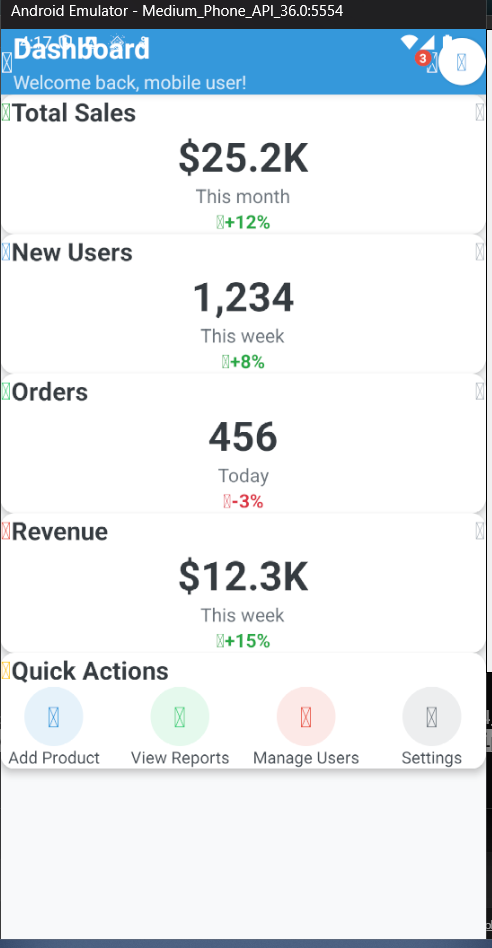 Android Emulator - Medium_Phone_API_36.0:5554
4:17
Dashboard
3
Welcome back, mobile user!
Total Sales
$25.2K
This month
+12%
New Users
1,234
This week
+8%
Orders
456
Today
-3%
Revenue
$12.3K
This week
+15%
Quick Actions
Add Product
View Reports
Manage Users
Settings